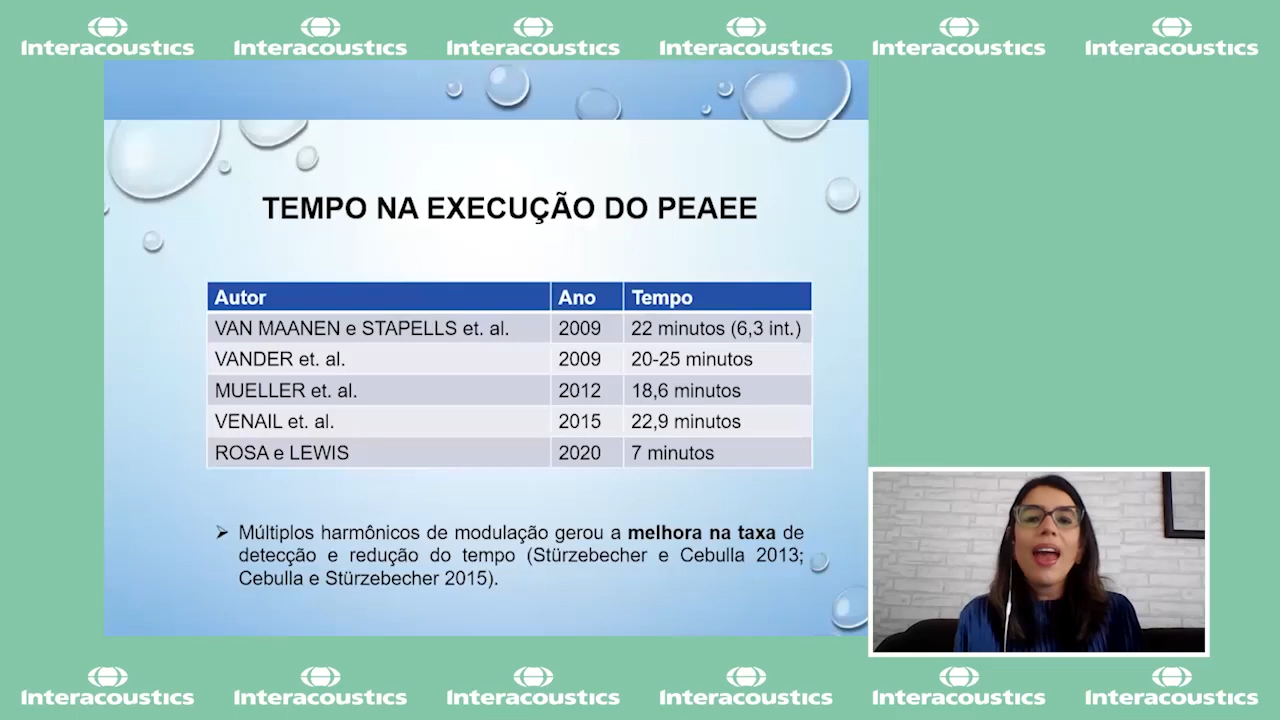 Interacoustics Interacoustics Interacoustics Interacoustics Interacoustics Interacoustics
TEMPO NA EXECUÇÃO DO PEAEE
Autor Ano Tempo
VAN MAANEN e STAPELLS et. al. 2009 22 minutos (6,3 int.)
VANDER et. al. 2009 20-25 minutos
MUELLER et. al. 2012 18,6 minutos
VENAIL et. al. 2015 22,9 minutos
ROSA e LEWIS 2020 7 minutos
Múltiplos harmônicos de modulação gerou a melhora na taxa de
detecção e redução do tempo (Stürzebecher e Cebulla 2013;
Cebulla e Stürzebecher 2015).
Interacoustics Interacoustics Interacoustics Interacoustics Interacoustics Interacoustics